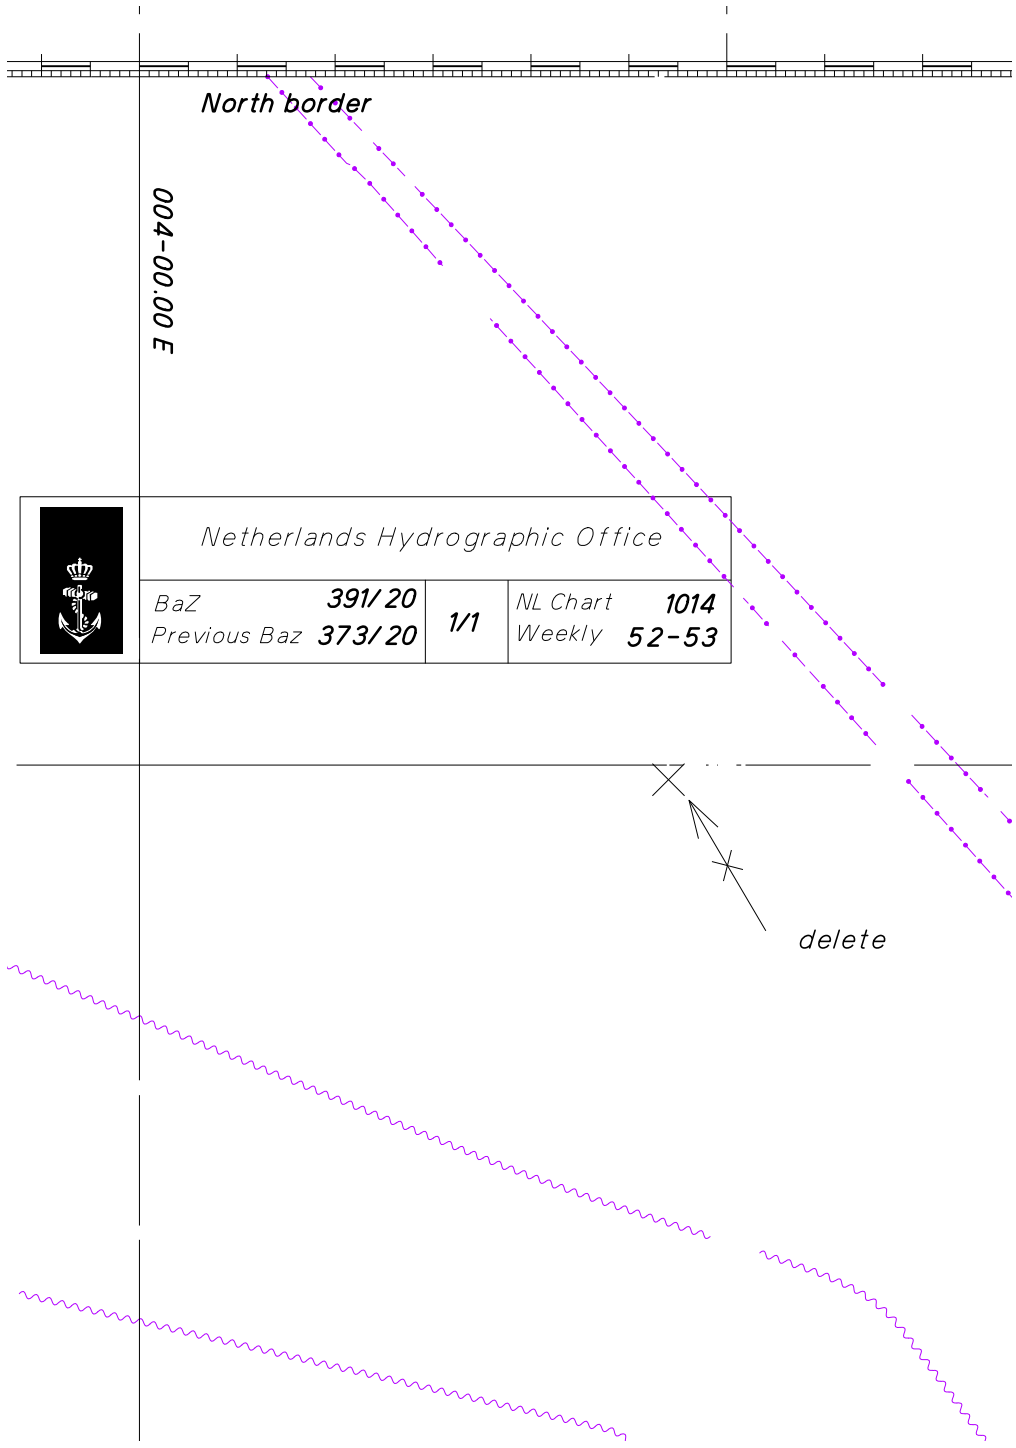 North border
004-00.00 E
Netherlands Hydrographic Office
BaZ 391/20
Previous Baz 373/20
1/1
NL Chart 1014
Weekly 52-53
delete